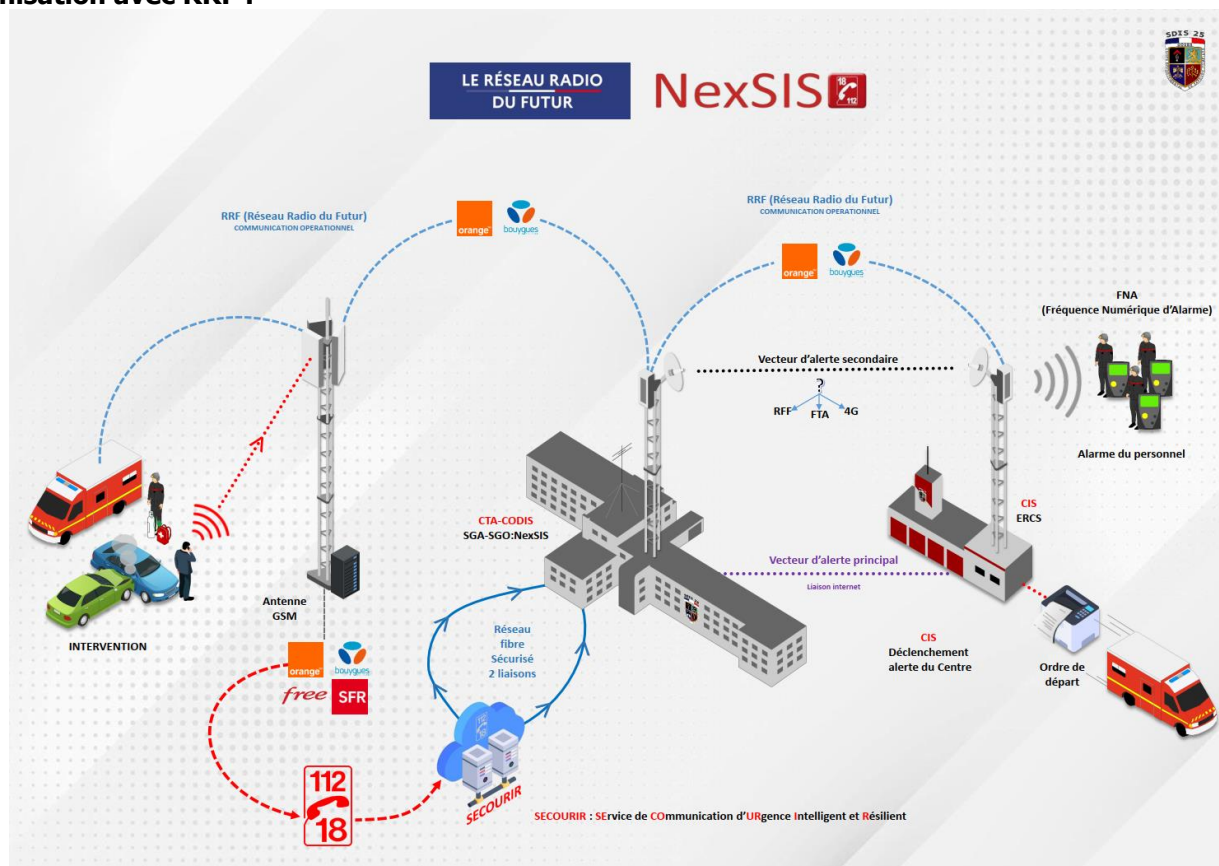 nisation avec RRF :
SDIS 25
LE RÉSEAU RADIO
DU FUTUR
NexSIS
18
112
RRF (Réseau Radio du Futur)
COMMUNICATION OPERATIONNEL
orange
bouygues
RRF (Réseau Radio du Futur)
COMMUNICATION OPERATIONNEL
orange
bouygues
FNA
(Fréquence Numérique d'Alarme)
Vecteur d'alerte secondaire
?
RFF
FTA
4G
Alarme du personnel
CTA-CODIS
SGA-SGO:NexSIS
CIS
ERCS
Vecteur d'alerte principal
Liaison internet
Antenne
GSM
INTERVENTION
orange
bouygues
free
SFR
Réseau
fibre
Sécurisé
2 liaisons
CIS
Déclenchement
alerte du Centre
Ordre de
départ
112
18
SECOURIR
SECOURIR : SErvice de COmmunication d'URgence Intelligent et Résilient